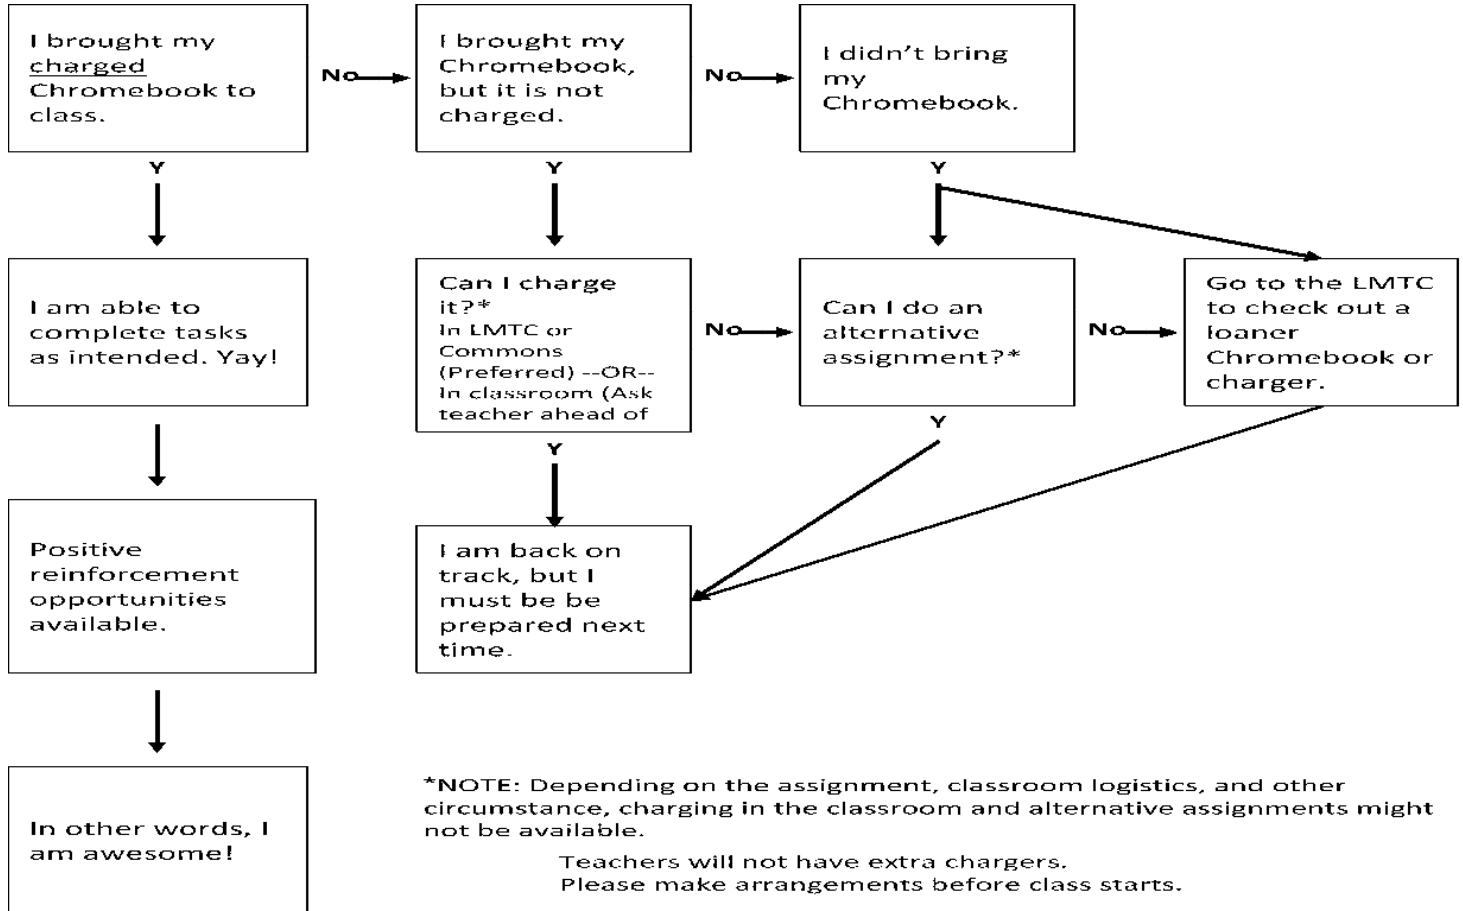 I brought my
charged
Chromebook to
class.
No
I brought my
Chromebook,
but it is not
charged.
No
I didn't bring
my
Chromebook.
Y
Y
Y
I am able to
complete tasks
as intended. Yay!
Can I charge
it?*
In LMTC or
Commons
(Preferred) --OR--
In classroom (Ask
teacher ahead of
No
Can I do an
alternative
assignment?*
No
Go to the LMTC
to check out a
loaner
Chromebook or
charger.
Y
Y
Positive
reinforcement
opportunities
available.
I am back on
track, but I
must be be
prepared next
time.
In other words, I
am awesome!
*NOTE: Depending on the assignment, classroom logistics, and other
circumstance, charging in the classroom and alternative assignments might
not be available.
Teachers will not have extra chargers.
Please make arrangements before class starts.